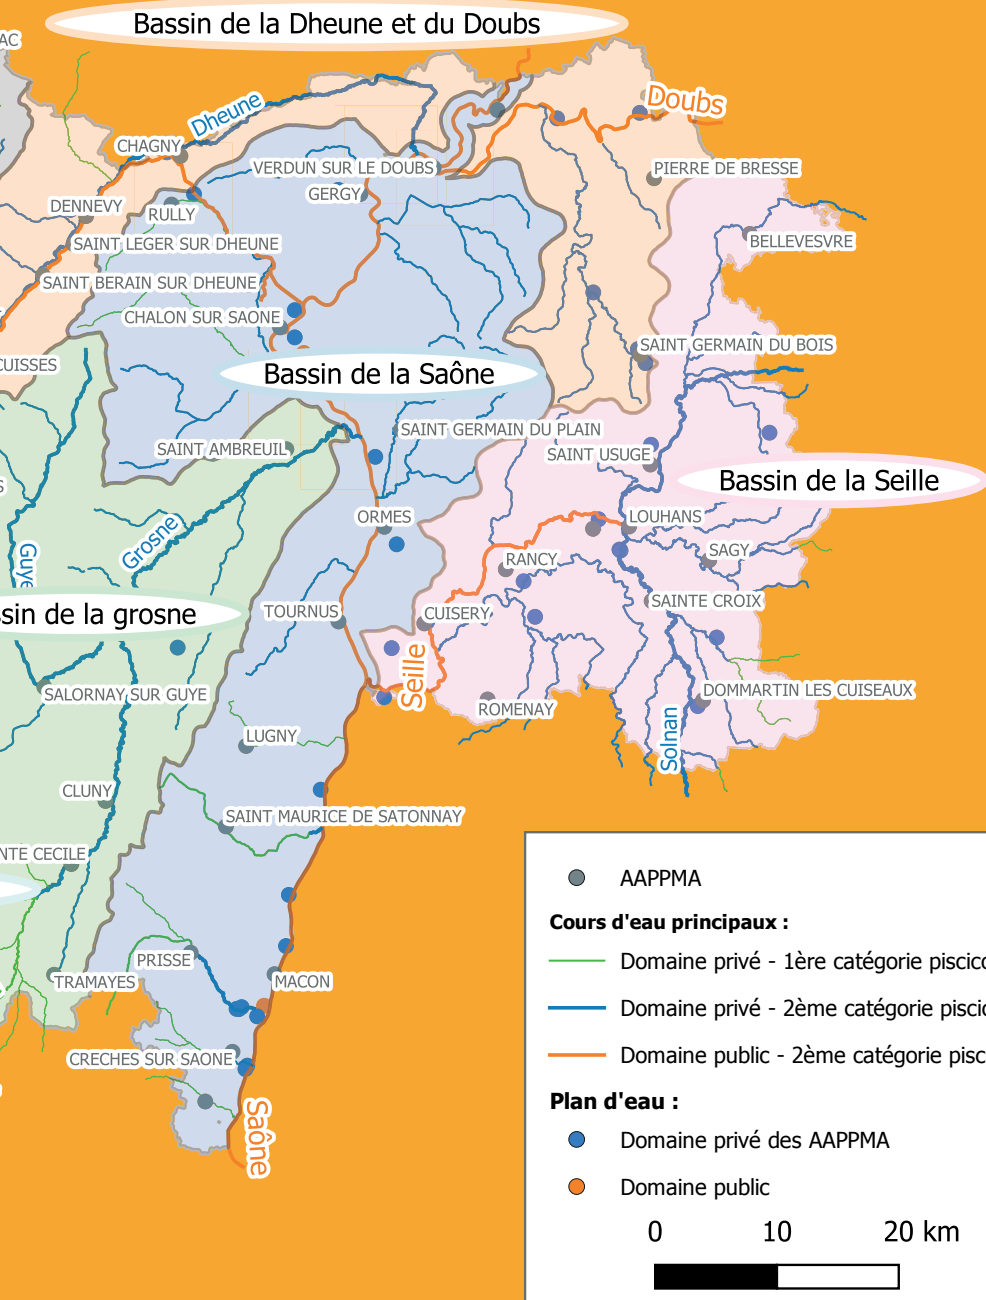 Bassin de la Dheune et du Doubs
AC
Dheune
Doubs
CHAGNY
VERDUN SUR LE DOUBS
PIERRE DE BRESSE
GERGY
DENNEVY
RULLY
BELLEVESVRE
SAINT LEGER SUR DHEUNE
SAINT BERAIN SUR DHEUNE
CHALON SUR SAONE
SAINT GERMAIN DU BOIS
CUISSES
Bassin de la Saône
SAINT GERMAIN DU PLAIN
SAINT AMBREUIL
SAINT USUGE
Bassin de la Seille
S
ORMES
LOUHANS
Grosne
Guye
SAGY
RANCY
SAINTE CROIX
ssin de la grosne
TOURNUS
CUISERY
Seille
SALORNAY SUR GUYE
DOMMARTIN LES CUISEAUX
ROMENAY
Solnan
LUGNY
CLUNY
SAINT MAURICE DE SATONNAY
NTE CECILE
PRISSE
TRAMAYES
MACON
CRECHES SUR SAONE
Saône
AAPPMA
Cours d'eau principaux :
Domaine privé - 1ère catégorie piscico
Domaine privé - 2ème catégorie piscic
Domaine public - 2ème catégorie pisc
Plan d'eau :
Domaine privé des AAPPMA
Domaine public
0 10 20 km